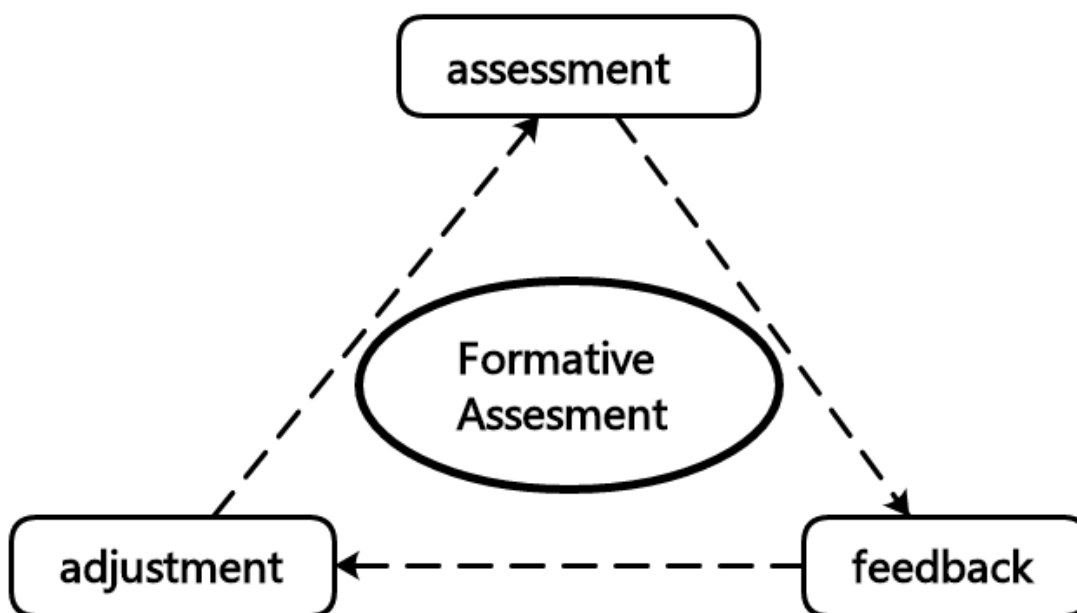 assessment
Formative
Assesment
adjustment
feedback